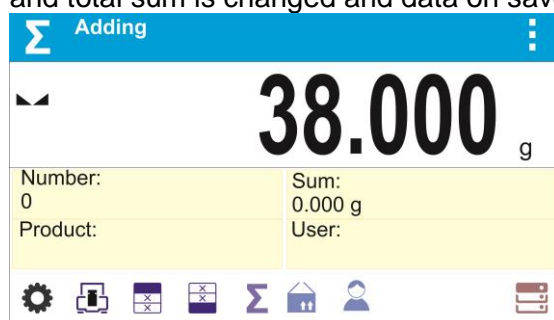 and total sum is changed and data on sav
Σ Adding
38.000 g
Number:
0
Sum:
0.000 g
Product:
User:
Σ